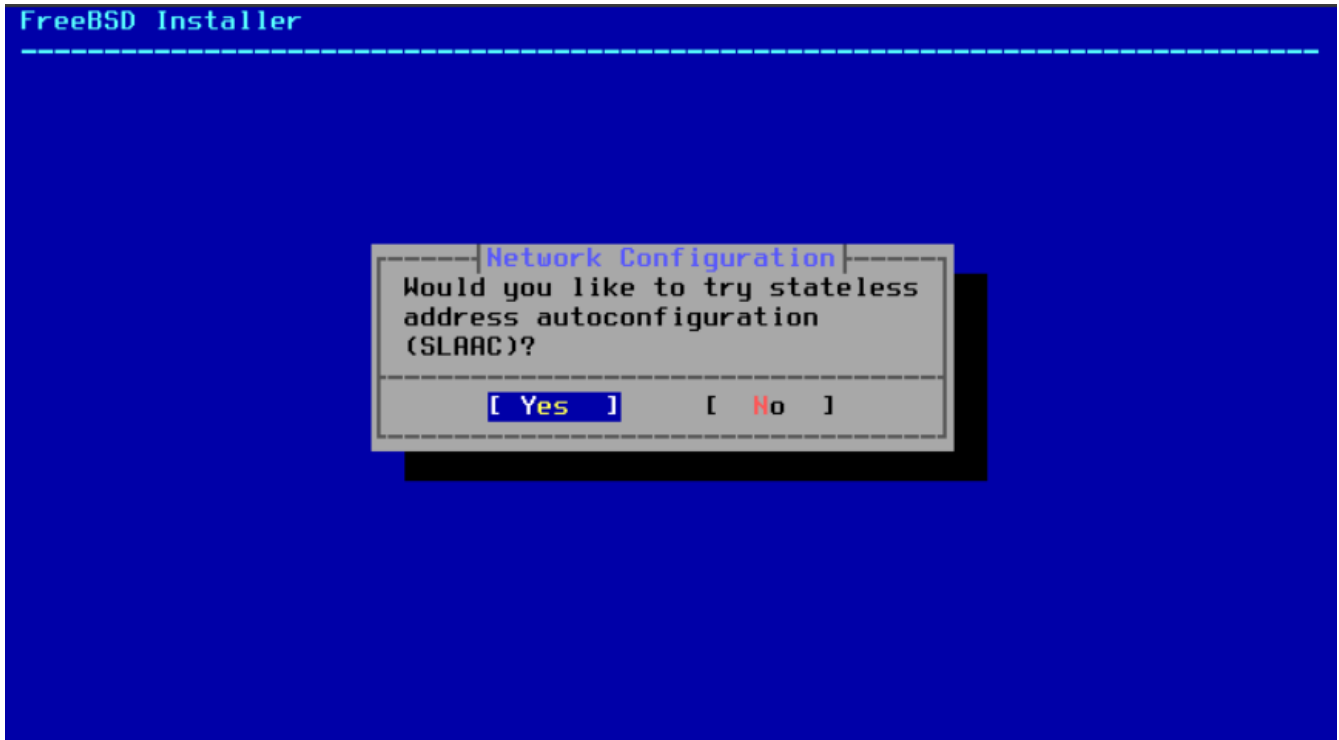 FreeBSD Installer
Network Configuration
Would you like to try stateless
address autoconfiguration
(SLAAC)?
[ Yes ] [ No ]